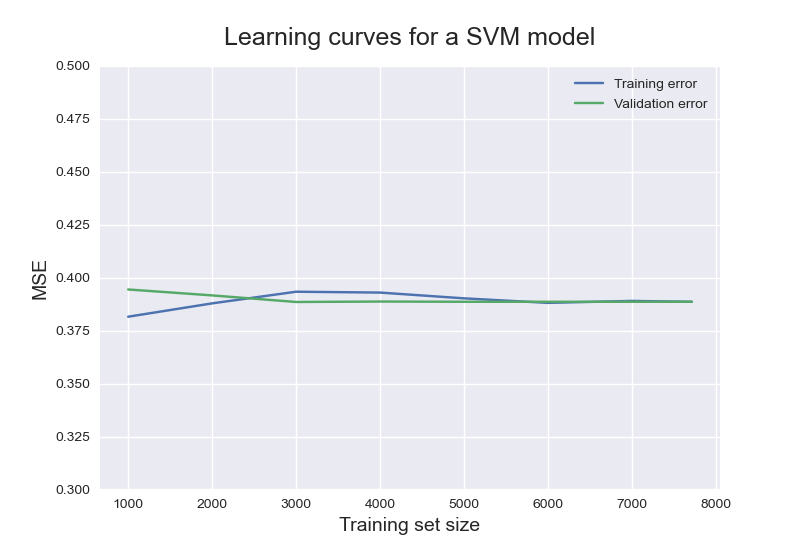 Learning curves for a SVM model
Training error
Validation error
MSE
0.500
0.475
0.450
0.425
0.400
0.375
0.350
0.325
0.300
1000 2000 3000 4000 5000 6000 7000 8000
Training set size